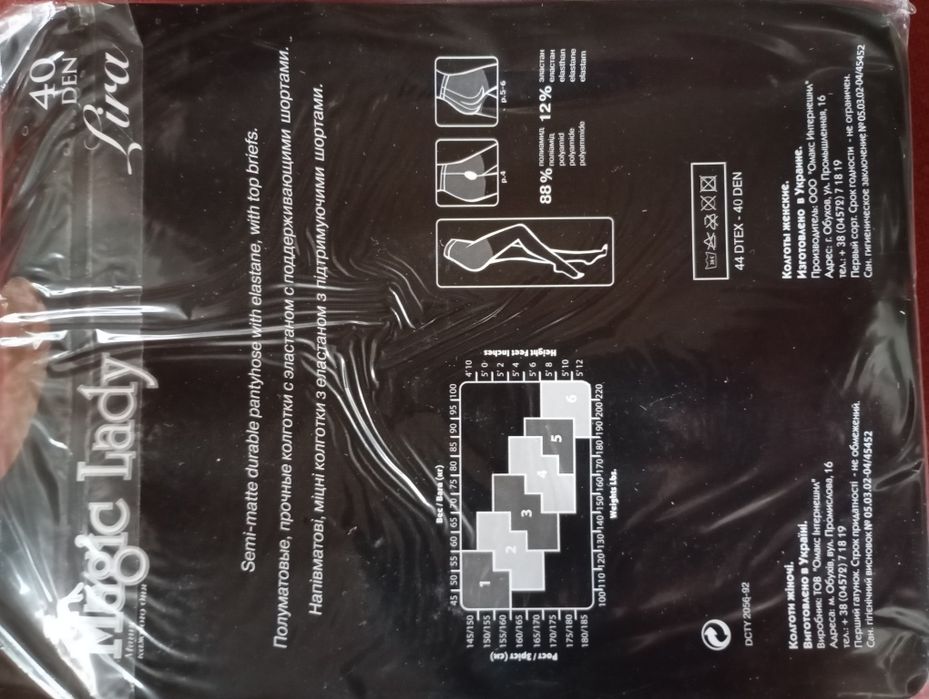 Magic Lady
40
DEN
Lira
Semi-matte durable pantyhose with elastane, with top briefs.
Полуматовые, прочные колготки с эластаном с поддерживающими шортами.
Напівматові, міцні колготки з еластаном з підтримуючими шортами.
Вес / Вага (кг)
45 50 55 60 65 70 75 80 85 90 95 100
Рост / Зріст (см)
145/150
150/155
155/160
160/165
165/170
170/175
175/180
180/185
1
2
3
4
5
6
Height Feet Inches
4' 10
5' 0
5' 2
5' 4
5' 6
5' 8
5' 10
5' 12
100 110 120 130 140 150 160 170 180 190 200 220
Weights Lbs.
р.4
р.5-6
88% полиамид
поліамід
polyamid
polyamide
polyammide
12% эластан
еластан
elasthan
elastane
elastam
44 DTEX - 40 DEN
ДСТУ 2056-92
Колготи жіночі.
Виготовлено в Україні.
Виробник: ТОВ "Омакс Інтернешнл"
Адреса: м. Обухів, вул. Промислова, 16
тел.: + 38 (04572) 7 18 19
Перший гатунок. Строк придатності - не обмежений.
Сан. гігієнічний висновок № 05.03.02-04/45452
Колготы женские.
Изготовлено в Украине.
Производитель: ООО "Омакс Интернешнл"
Адрес: г. Обухов, ул. Промышленная, 16
тел.: + 38 (04572) 7 18 19
Первый сорт. Срок годности - не ограничен.
Сан. гигиеническое заключение № 05.03.02-04/45452